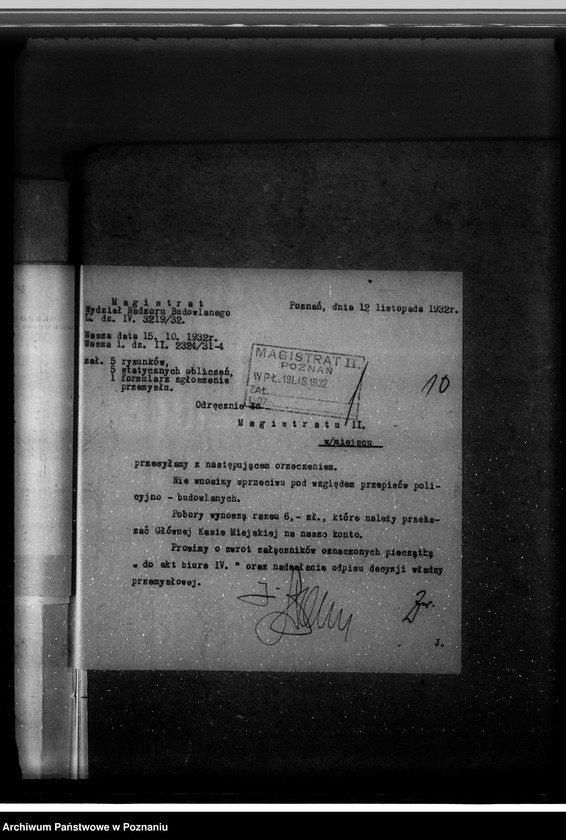 M a g i s t r a t
Wydział Nadzoru Budowlanego
L. dz. IV. 3219/32.
Poznań, dnia 12 listopada 1932r.
Wasza data 15. 10. 1932r.
Wasza l. dz. II. 2324/31-4
zał. 5 rysunków,
5 statycznych obliczeń,
1 formularz zgłoszenie
przemysłu.
MAGISTRAT II.
POZNAŃ
WPŁ. 19 LIS. 1932
ZAŁ.
L.DZ.
10
Odręcznie do
M a g i s t r a t u II.
w/miejscu
przesyłamy z następującem orzeczeniem.
Nie wnosimy sprzeciwu pod względem przepisów poli-
cyjno - budowlanych.
Pobory wynoszą razem 6,- zł., które należy przeka-
zać Głównej Kasie Miejskiej na nasze konto.
Prosimy o zwrot załączników oznaczonych pieczątką
„ do akt biura IV. " oraz nadesłanie odpisu decyzji władzy
przemysłowej.
J.
Archiwum Państwowe w Poznaniu